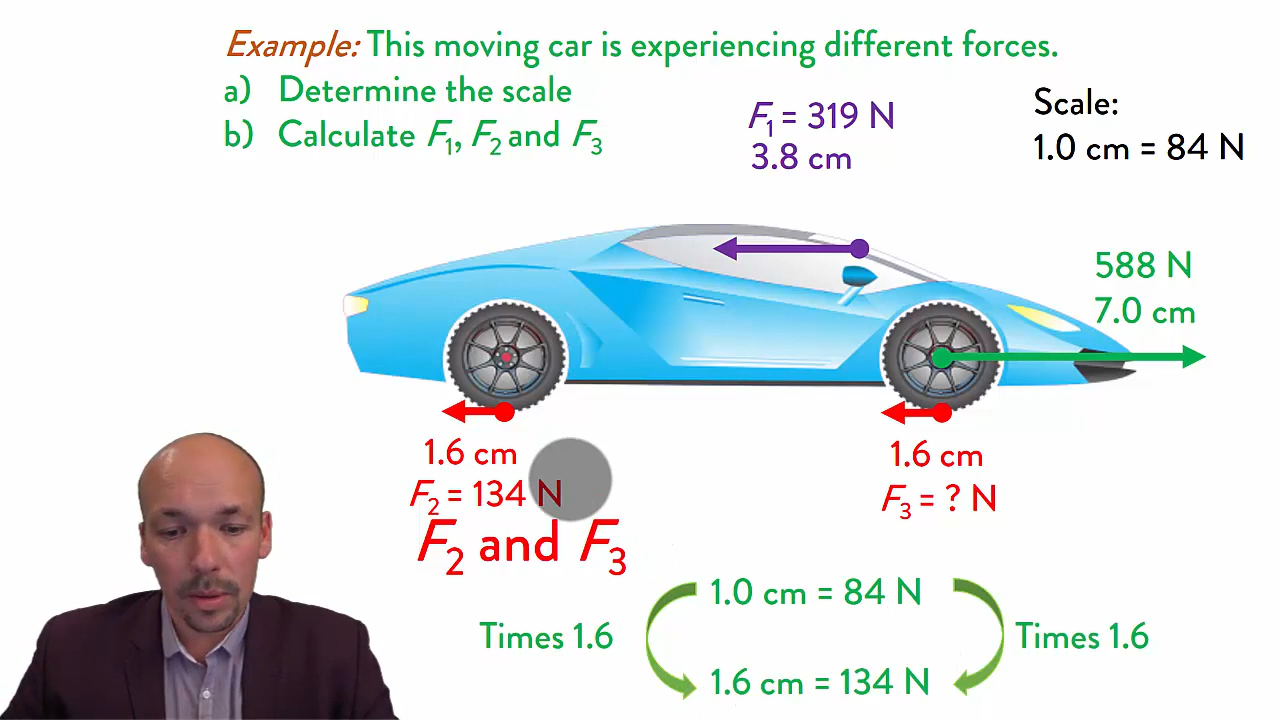 Example: This moving car is experiencing different forces.
a) Determine the scale
b) Calculate F1, F2 and F3
F1 = 319 N
3.8 cm
Scale:
1.0 cm = 84 N
588 N
7.0 cm
1.6 cm
F2 = 134 N
F2 and F3
1.6 cm
F3 = ? N
1.0 cm = 84 N
Times 1.6
Times 1.6
1.6 cm = 134 N